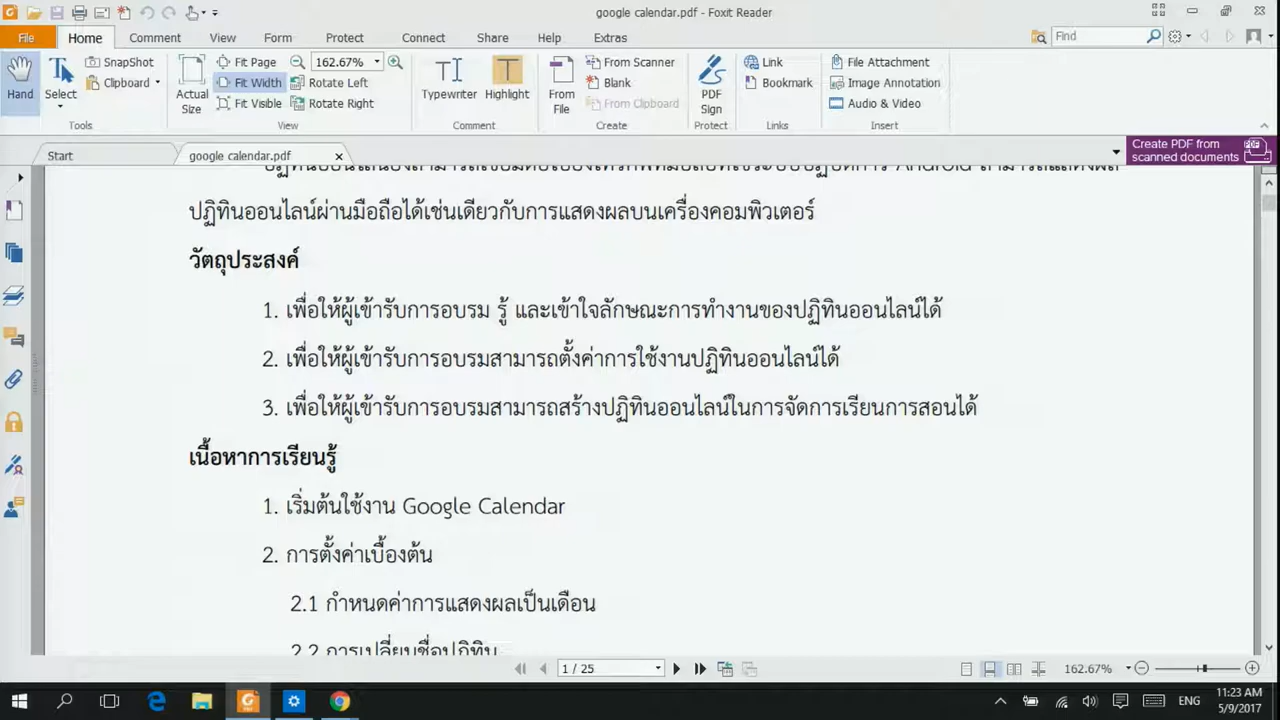 google calendar.pdf - Foxit Reader
File Home Comment View Form Protect Connect Share Help Extras Find
Hand
Select
SnapShot
Clipboard
Tools
Actual Size
Fit Page
Fit Width
Fit Visible
162.67%
Rotate Left
Rotate Right
View
Typewriter
Highlight
Comment
From File
From Scanner
Blank
From Clipboard
Create
PDF Sign
Protect
Link
Bookmark
Links
File Attachment
Image Annotation
Audio & Video
Insert
Start
google calendar.pdf
Create PDF from
scanned documents
ปฏิทินออนไลน์ผ่านมือถือได้เช่นเดียวกับการแสดงผลบนเครื่องคอมพิวเตอร์
วัตถุประสงค์
1. เพื่อให้ผู้เข้ารับการอบรม รู้ และเข้าใจลักษณะการทำงานของปฏิทินออนไลน์ได้
2. เพื่อให้ผู้เข้ารับการอบรมสามารถตั้งค่าการใช้งานปฏิทินออนไลน์ได้
3. เพื่อให้ผู้เข้ารับการอบรมสามารถสร้างปฏิทินออนไลน์ในการจัดการเรียนการสอนได้
เนื้อหาการเรียนรู้
1. เริ่มต้นใช้งาน Google Calendar
2. การตั้งค่าเบื้องต้น
2.1 กำหนดค่าการแสดงผลเป็นเดือน
2.2 การเปลี่ยนชื่อปฏิทิน
1 / 25
162.67%
ENG
11:23 AM
5/9/2017